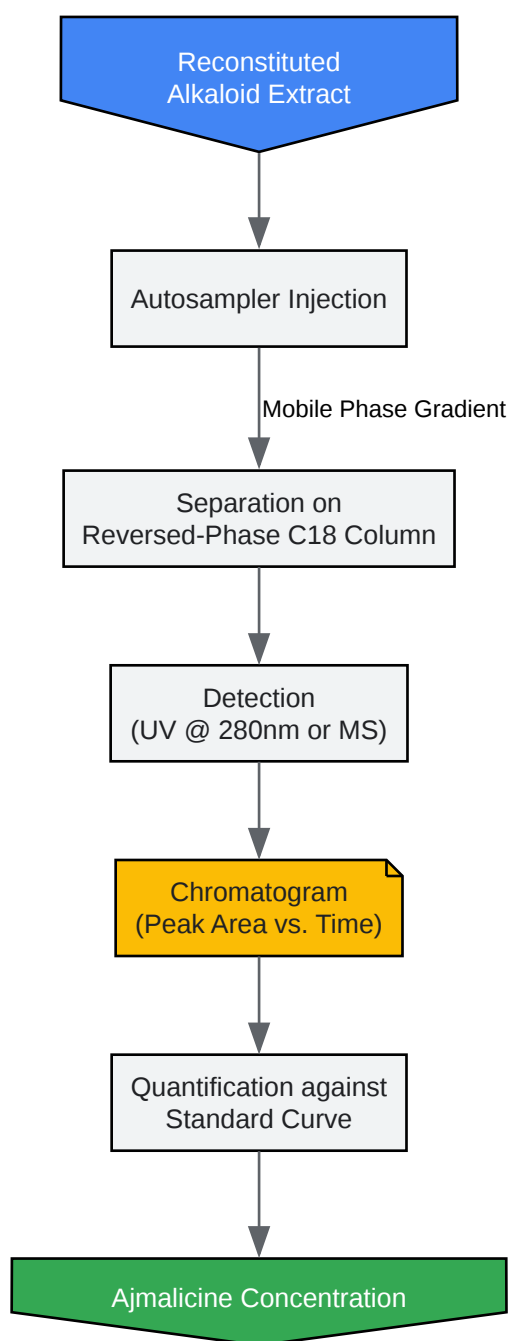 Reconstituted
Alkaloid Extract
Autosampler Injection
Mobile Phase Gradient
Separation on
Reversed-Phase C18 Column
Detection
(UV @ 280nm or MS)
Chromatogram
(Peak Area vs. Time)
Quantification against
Standard Curve
Ajmalicine Concentration